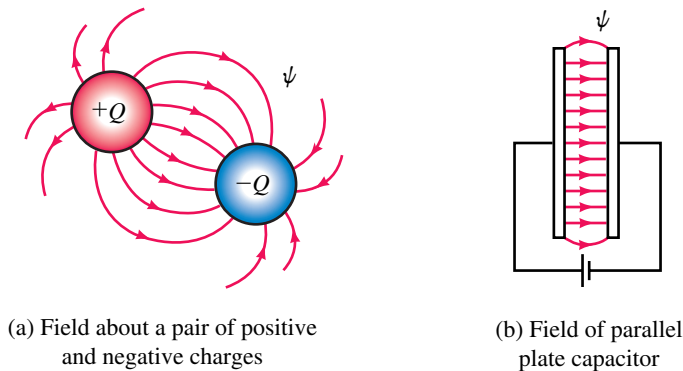 ψ
+Q
−Q
(a) Field about a pair of positive
and negative charges
ψ
(b) Field of parallel
plate capacitor